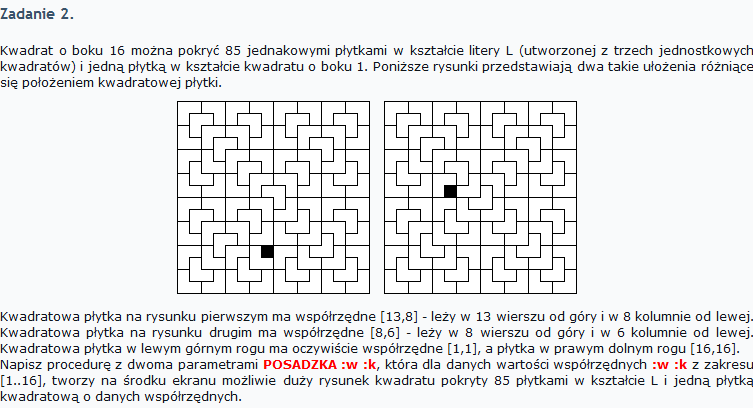 Zadanie 2.
Kwadrat o boku 16 można pokryć 85 jednakowymi płytkami w kształcie litery L (utworzonej z trzech jednostkowych
kwadratów) i jedną płytką w kształcie kwadratu o boku 1. Poniższe rysunki przedstawiają dwa takie ułożenia różniące
się położeniem kwadratowej płytki.
Kwadratowa płytka na rysunku pierwszym ma współrzędne [13,8] - leży w 13 wierszu od góry i w 8 kolumnie od lewej.
Kwadratowa płytka na rysunku drugim ma współrzędne [8,6] - leży w 8 wierszu od góry i w 6 kolumnie od lewej.
Kwadratowa płytka w lewym górnym rogu ma oczywiście współrzędne [1,1], a płytka w prawym dolnym rogu [16,16].
Napisz procedurę z dwoma parametrami POSADZKA :w :k, która dla danych wartości współrzędnych :w :k z zakresu
[1..16], tworzy na środku ekranu możliwie duży rysunek kwadratu pokryty 85 płytkami w kształcie L i jedną płytką
kwadratową o danych współrzędnych.